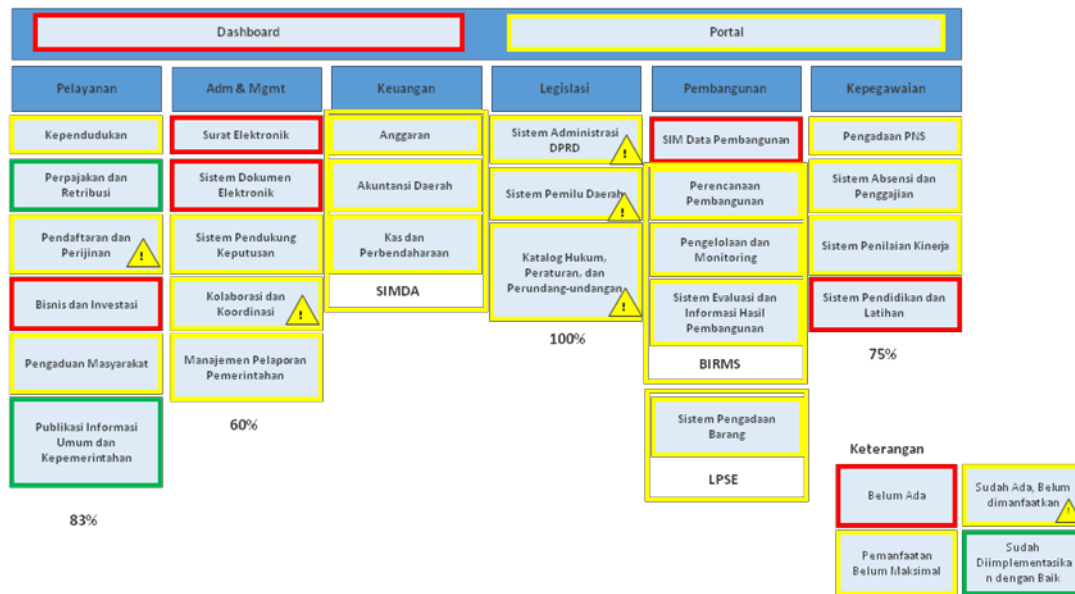 Dashboard
Portal
Pelayanan
Adm & Mgmt
Keuangan
Legislasi
Pembangunan
Kepegawaian
Kependudukan
Perpajakan dan
Retribusi
Pendaftaran dan
Perijinan
!
Bisnis dan Investasi
Pengaduan Masyarakat
Publikasi Informasi
Umum dan
Kepemerintahan
83%
Surat Elektronik
Sistem Dokumen
Elektronik
Sistem Pendukung
Keputusan
Kolaborasi dan
Koordinasi
!
Manajemen Pelaporan
Pemerintahan
60%
Anggaran
Akuntansi Daerah
Kas dan
Perbendaharaan
SIMDA
Sistem Administrasi
DPRD
!
Sistem Pemilu Daerah
!
Katalog Hukum,
Peraturan, dan
Perundang-undangan
!
100%
SIM Data Pembangunan
Perencanaan
Pembangunan
Pengelolaan dan
Monitoring
Sistem Evaluasi dan
Informasi Hasil
Pembangunan
BIRMS
Sistem Pengadaan
Barang
LPSE
Pengadaan PNS
Sistem Absensi dan
Penggajian
Sistem Penilaian Kinerja
Sistem Pendidikan dan
Latihan
75%
Keterangan
Belum Ada
Sudah Ada, Belum
dimanfaatkan
!
Pemanfaatan
Belum Maksimal
Sudah
Diimplementasika
n dengan Baik